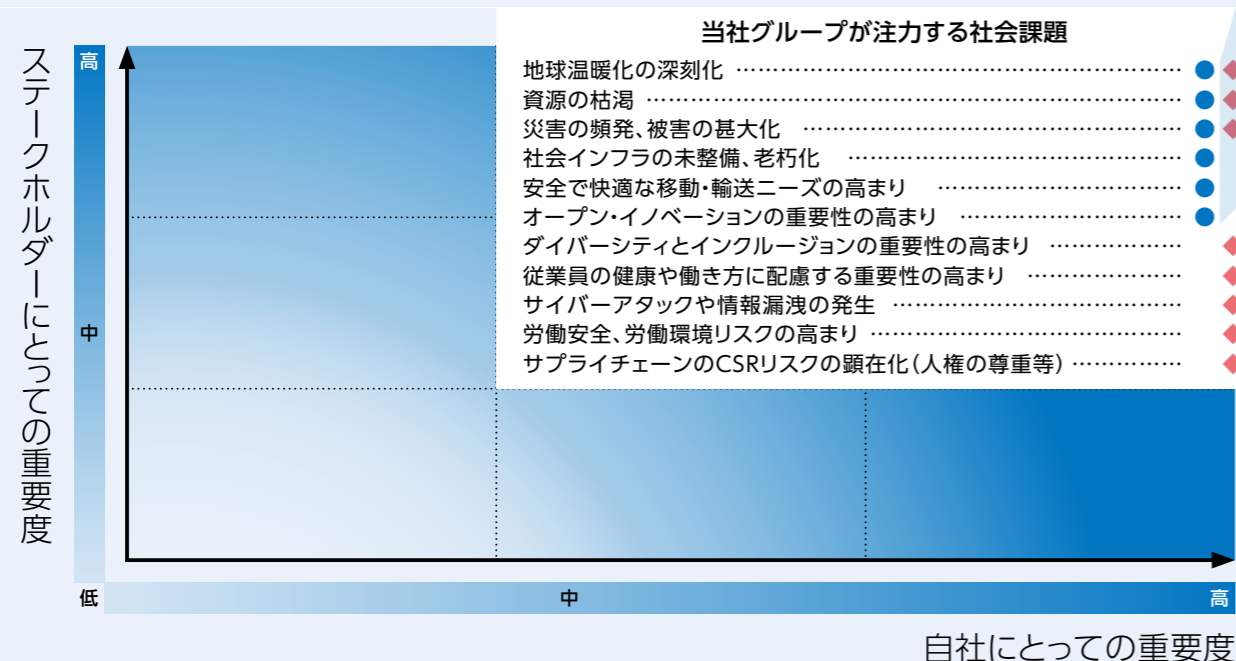 ステークホルダーにとっての重要度
高
中
低
中
高
自社にとっての重要度
当社グループが注力する社会課題
地球温暖化の深刻化 ………………………………………………… ● ◆
資源の枯渇 ………………………………………………… ● ◆
災害の頻発、被害の甚大化 ………………………………………………… ● ◆
社会インフラの未整備、老朽化 ………………………………………… ●
安全で快適な移動・輸送ニーズの高まり ……………………………… ●
オープン・イノベーションの重要性の高まり ………………………… ●
ダイバーシティとインクルージョンの重要性の高まり ……………… ◆
従業員の健康や働き方に配慮する重要性の高まり ………………… ◆
サイバーアタックや情報漏洩の発生 ………………………………… ◆
労働安全、労働環境リスクの高まり …………………………………… ◆
サプライチェーンのCSRリスクの顕在化(人権の尊重等) …………… ◆